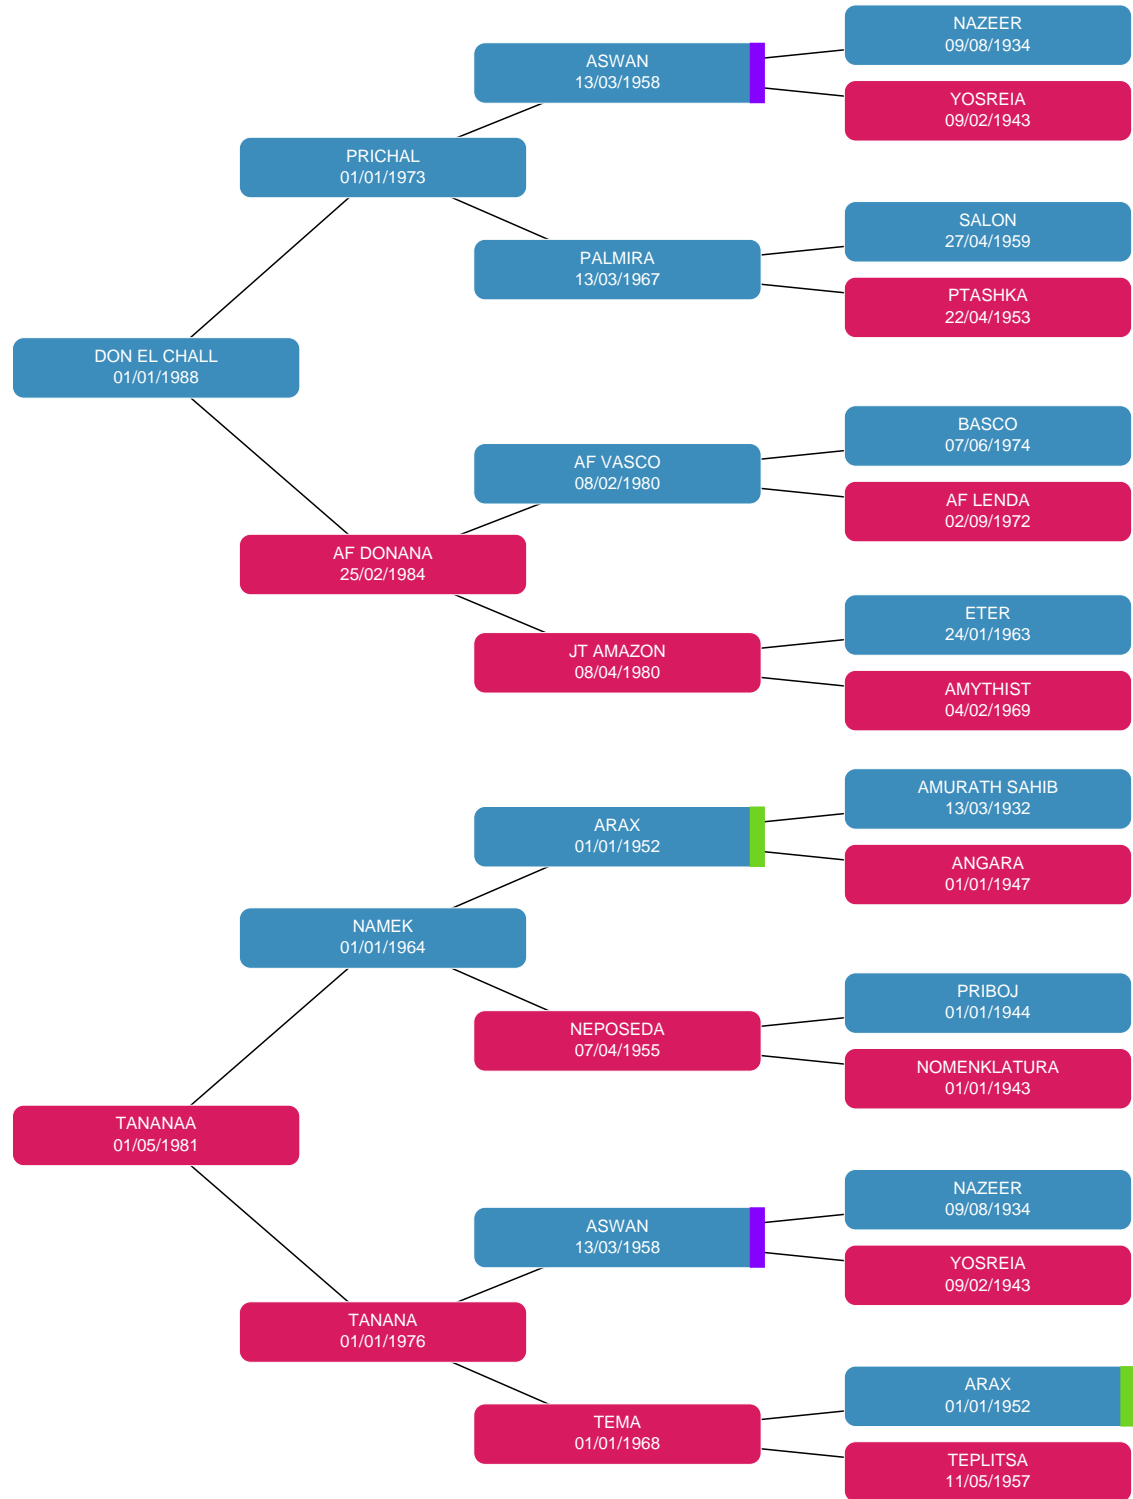 NAZEER
09/08/1934
ASWAN
13/03/1958
YOSREIA
09/02/1943
PRICHAL
01/01/1973
SALON
27/04/1959
PALMIRA
13/03/1967
PTASHKA
22/04/1953
DON EL CHALL
01/01/1988
BASCO
07/06/1974
AF VASCO
08/02/1980
AF LENDA
02/09/1972
AF DONANA
25/02/1984
ETER
24/01/1963
JT AMAZON
08/04/1980
AMYTHIST
04/02/1969
AMURATH SAHIB
13/03/1932
ARAX
01/01/1952
ANGARA
01/01/1947
NAMEK
01/01/1964
PRIBOJ
01/01/1944
NEPOSEDA
07/04/1955
NOMENKLATURA
01/01/1943
TANANAA
01/05/1981
NAZEER
09/08/1934
ASWAN
13/03/1958
YOSREIA
09/02/1943
TANANA
01/01/1976
ARAX
01/01/1952
TEMA
01/01/1968
TEPLITSA
11/05/1957